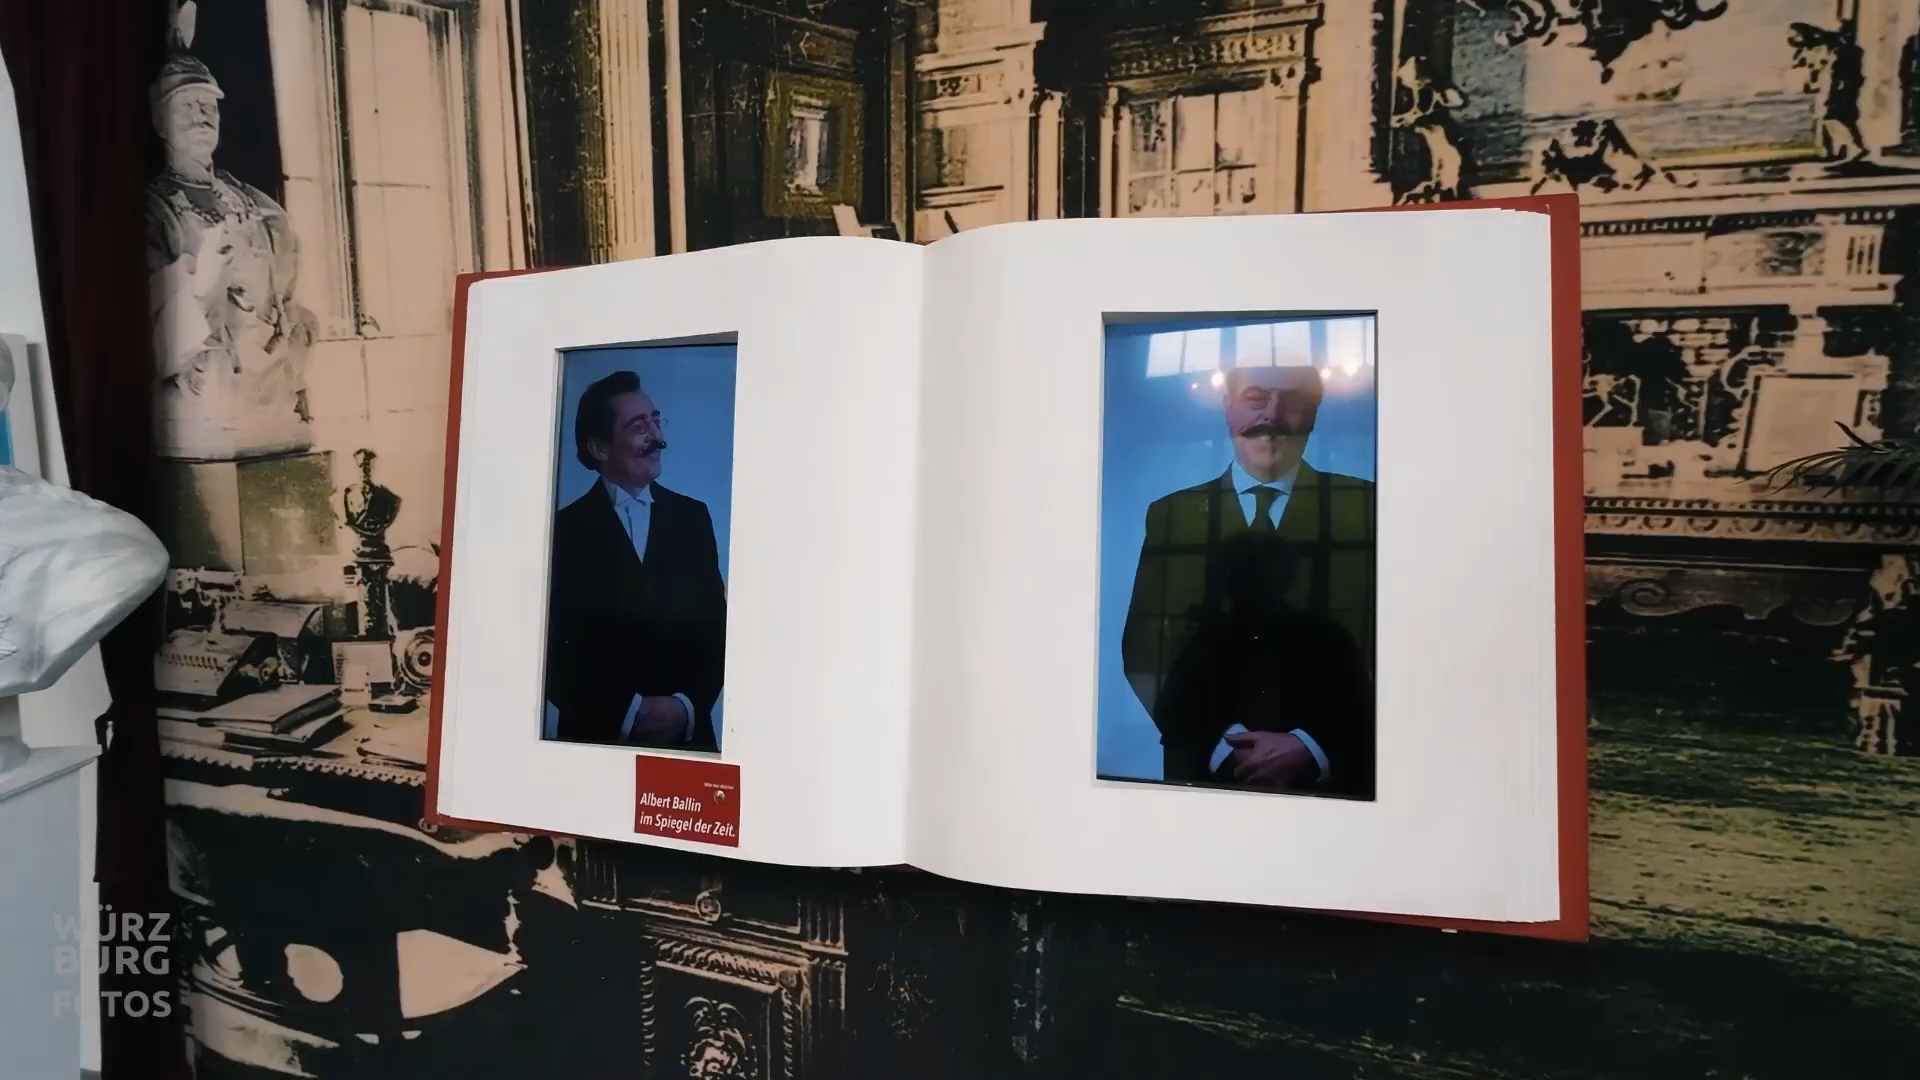 Albert Ballin
im Spiegel der Zeit.
WÜRZ
BURG
FOTOS